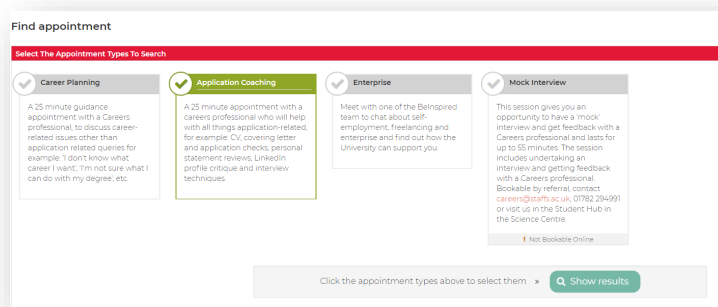 Find appointment
Select The Appointment Types To Search
Career Planning
A 25 minute guidance
appointment with a Careers
professional, to discuss career-
related issues other than
application related queries for
example: 'I don't know what
career I want', 'I'm not sure what I
can do with my degree', etc.
Application Coaching
A 25 minute appointment with a
careers professional who will help
with all things application-related,
for example: CV, covering letter
and application checks, personal
statement reviews, LinkedIn
profile critique and interview
techniques.
Enterprise
Meet with one of the BeInspired
team to chat about self-
employment, freelancing and
enterprise and find out how the
University can support you.
Mock Interview
This session gives you an
opportunity to have a 'mock'
interview and get feedback with a
Careers professional and lasts for
up to 55 minutes. The session
includes undertaking an
interview and getting feedback
with a Careers professional.
Bookable by referral, contact
careers@staffs.ac.uk, 01782 294991
or visit us in the Student Hub in
the Science Centre.
! Not Bookable Online
Click the appointment types above to select them » Show results